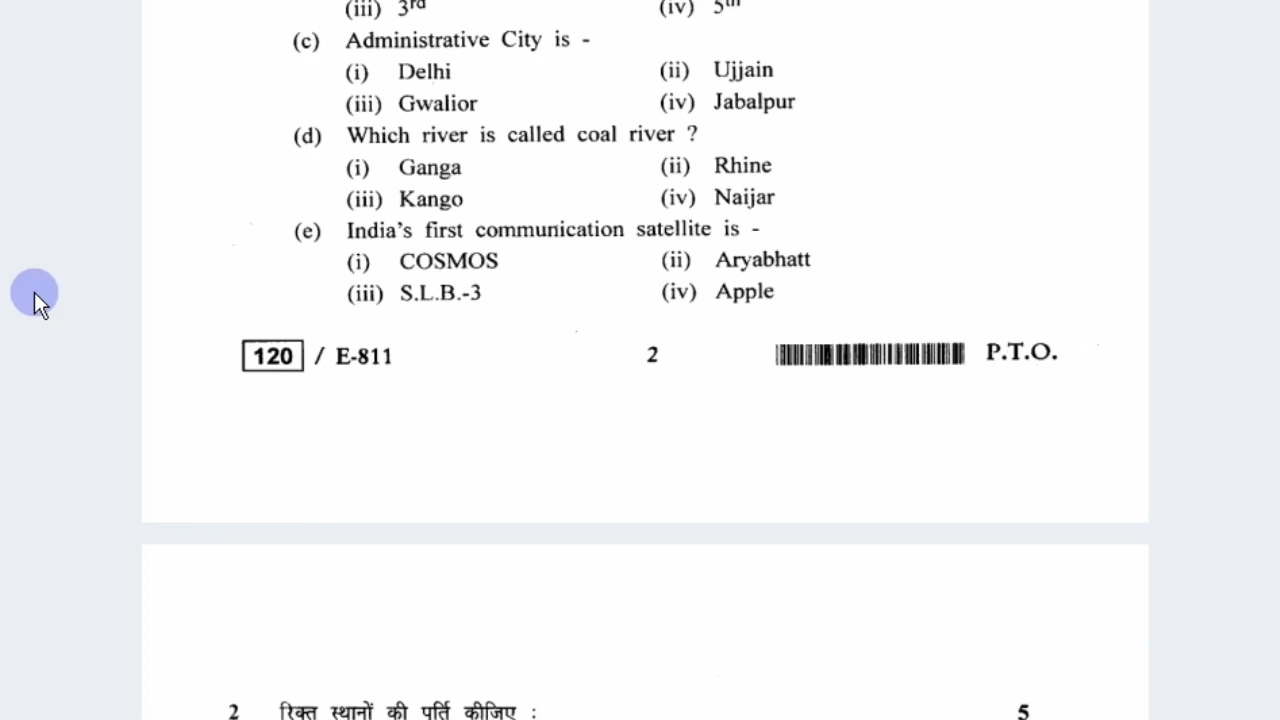 (iii) 3rd (iv) 5th
(c) Administrative City is -
(i) Delhi (ii) Ujjain
(iii) Gwalior (iv) Jabalpur
(d) Which river is called coal river ?
(i) Ganga (ii) Rhine
(iii) Kango (iv) Naijar
(e) India's first communication satellite is -
(i) COSMOS (ii) Aryabhatt
(iii) S.L.B.-3 (iv) Apple
120 / E-811 2 P.T.O.
2 रिक्त स्थानों की पूर्ति कीजिए : 5